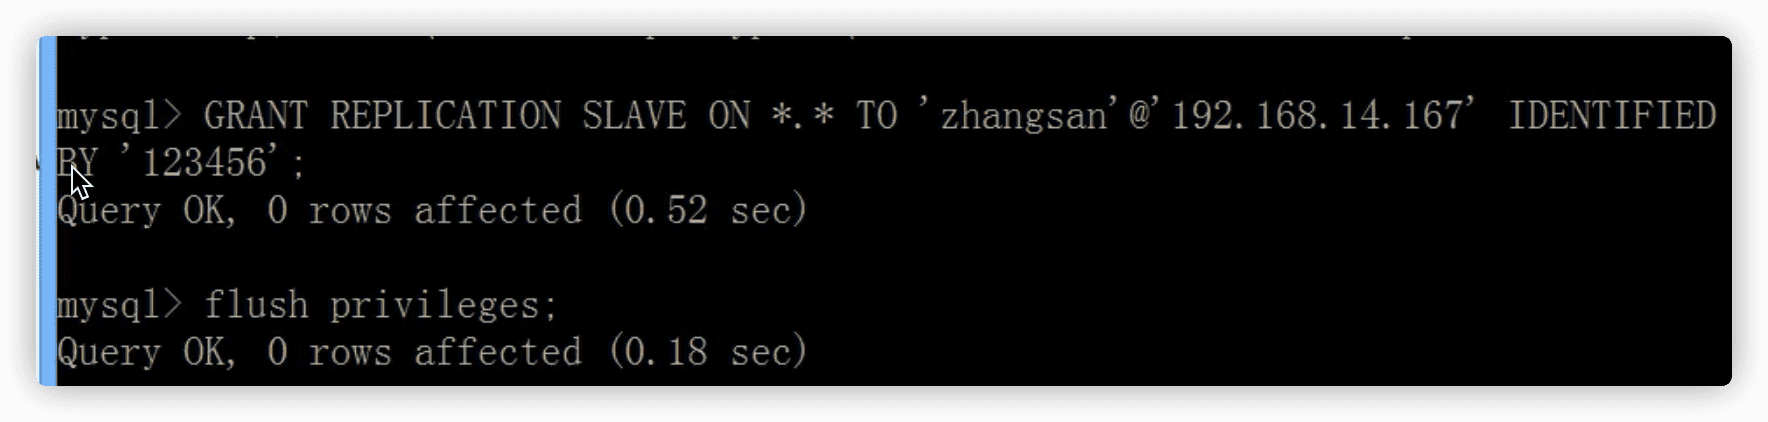 mysql> GRANT REPLICATION SLAVE ON *.* TO 'zhangsan'@'192.168.14.167' IDENTIFIED
BY '123456';
Query OK, 0 rows affected (0.52 sec)
mysql> flush privileges;
Query OK, 0 rows affected (0.18 sec)